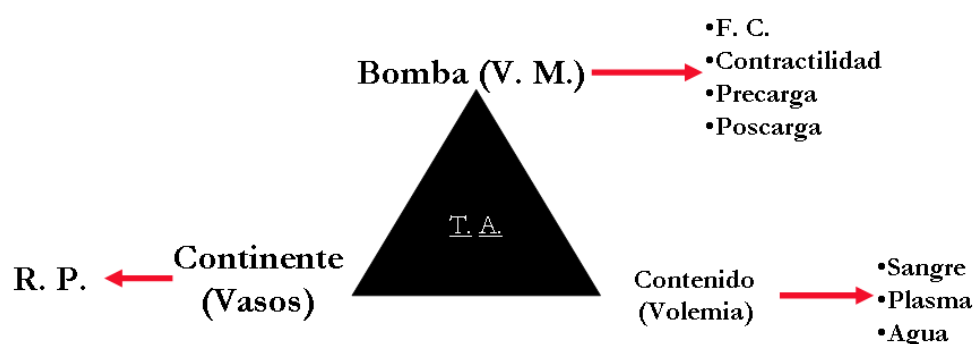 •F. C.
•Contractilidad
•Precarga
•Poscarga
Bomba (V. M.)
T. A.
Continente
(Vasos)
R. P.
Contenido
(Volemia)
•Sangre
•Plasma
•Agua